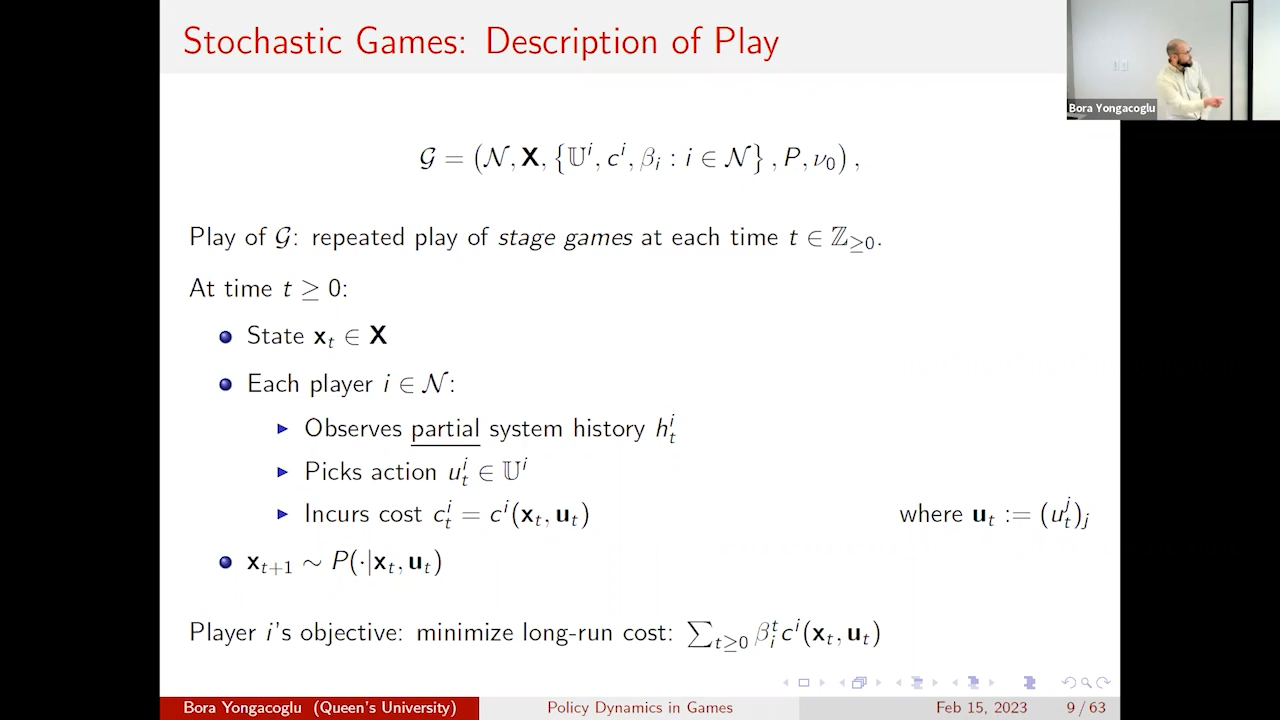 Stochastic Games: Description of Play
Bora Yongacoglu
𝒢 = (𝒩, 𝐗, {𝕌ⁱ, cⁱ, βᵢ : i ∈ 𝒩}, P, ν₀),
Play of 𝒢: repeated play of stage games at each time t ∈ ℤ≥0.
At time t ≥ 0:
State 𝐱ₜ ∈ 𝐗
Each player i ∈ 𝒩:
Observes partial system history hₜⁱ
Picks action uₜⁱ ∈ 𝕌ⁱ
Incurs cost cₜⁱ = cⁱ(𝐱ₜ, 𝐮ₜ) where 𝐮ₜ := (uₜʲ)ⱼ
𝐱ₜ₊₁ ∼ P(·|𝐱ₜ, 𝐮ₜ)
Player i's objective: minimize long-run cost: ∑ₜ≥0 βᵢᵗcⁱ(𝐱ₜ, 𝐮ₜ)
Bora Yongacoglu (Queen's University) Policy Dynamics in Games Feb 15, 2023 9 / 63